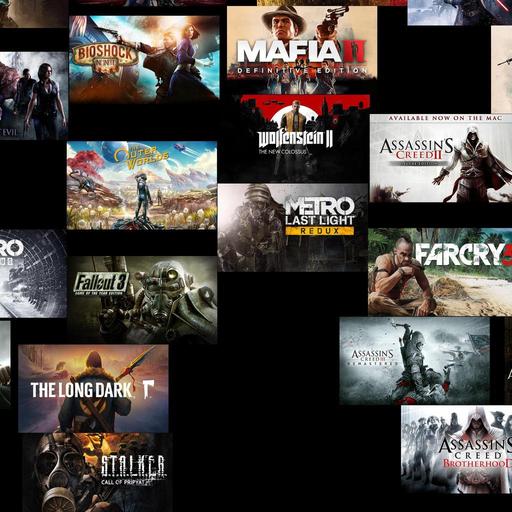 BIOSHOCK
INFINITE
MAFIA II
DEFINITIVE EDITION
Wolfenstein II
THE NEW COLOSSUS
AVAILABLE NOW ON THE MAC
ASSASSIN'S
CREED II
EVIL
THE
OUTER
WORLDS
METRO
LAST LIGHT
REDUX
RO
FARCRY
Fallout 3
GAME OF THE YEAR EDITION
ASSASSIN'S
CREED III
REMASTERED
THE LONG DARK
ASSASSIN'S
CREED
BROTHERHOOD
S.T.A.L.K.E.R
CALL OF PRIPYAT